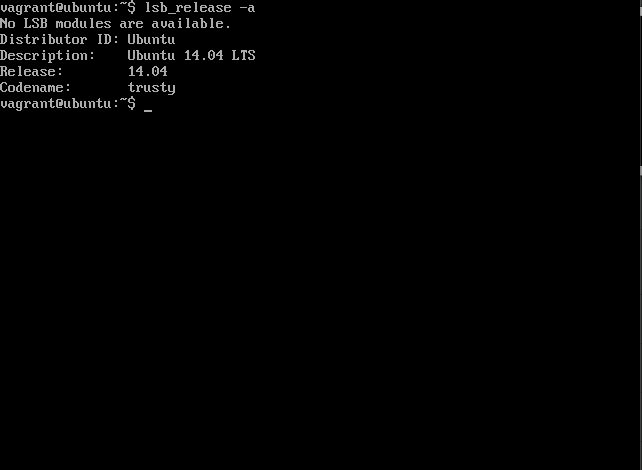 vagrant@ubuntu:~$ lsb_release -a
No LSB modules are available.
Distributor ID: Ubuntu
Description:    Ubuntu 14.04 LTS
Release:        14.04
Codename:       trusty
vagrant@ubuntu:~$ _